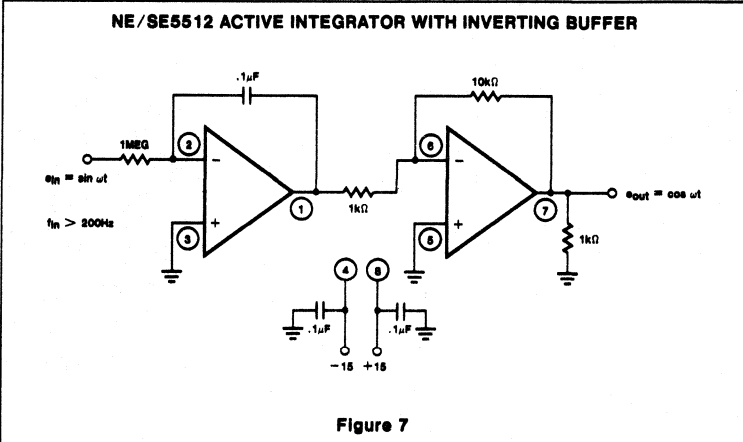 NE/SE5512 ACTIVE INTEGRATOR WITH INVERTING BUFFER
.1μF
10kΩ
1MEG
2
−
6
−
ein = sin ωt
1
1kΩ
7
eout = cos ωt
fin > 200Hz
3
+
5
+
1kΩ
4
8
.1μF
.1μF
−15 +15
Figure 7